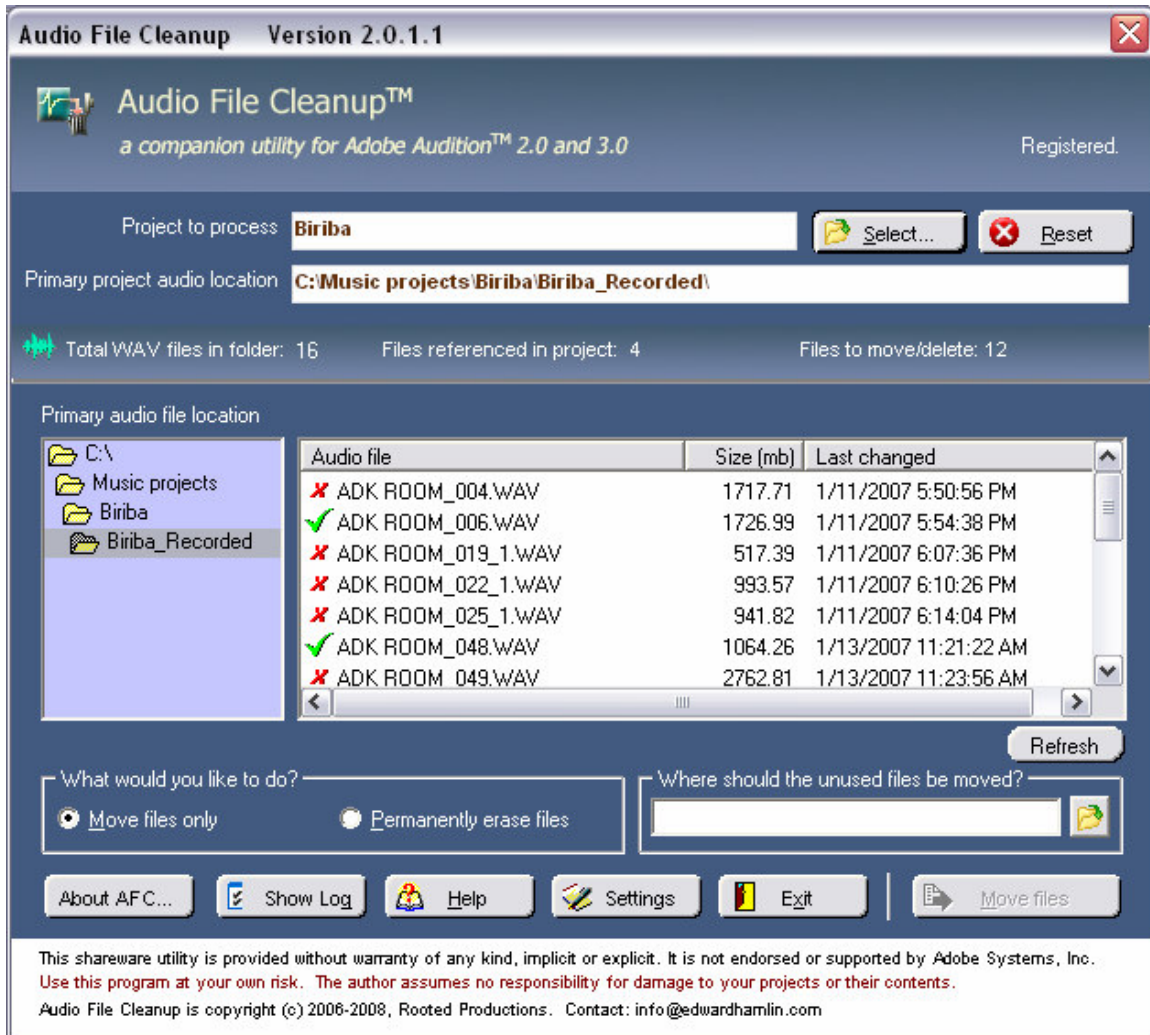 Audio File Cleanup Version 2.0.1.1
Audio File Cleanup™
a companion utility for Adobe Audition™ 2.0 and 3.0
Registered.
Project to process Biriba Select... Reset
Primary project audio location C:\Music projects\Biriba\Biriba_Recorded\
Total WAV files in folder: 16 Files referenced in project: 4 Files to move/delete: 12
Primary audio file location
C:\
Music projects
Biriba
Biriba_Recorded
Audio file Size (mb) Last changed
ADK ROOM_004.WAV 1717.71 1/11/2007 5:50:56 PM
ADK ROOM_006.WAV 1726.99 1/11/2007 5:54:38 PM
ADK ROOM_019_1.WAV 517.39 1/11/2007 6:07:36 PM
ADK ROOM_022_1.WAV 993.57 1/11/2007 6:10:26 PM
ADK ROOM_025_1.WAV 941.82 1/11/2007 6:14:04 PM
ADK ROOM_048.WAV 1064.26 1/13/2007 11:21:22 AM
ADK ROOM_049.WAV 2762.81 1/13/2007 11:23:56 AM
Refresh
What would you like to do? Where should the unused files be moved?
Move files only Permanently erase files
About AFC... Show Log Help Settings Exit Move files
This shareware utility is provided without warranty of any kind, implicit or explicit. It is not endorsed or supported by Adobe Systems, Inc.
Use this program at your own risk. The author assumes no responsibility for damage to your projects or their contents.
Audio File Cleanup is copyright (c) 2006-2008, Rooted Productions. Contact: info@edwardhamlin.com